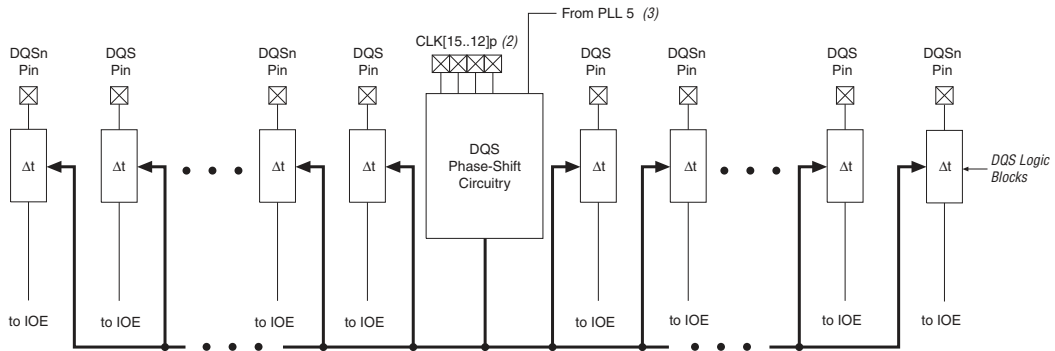 From PLL 5 (3)
CLK[15..12]p (2)
DQSn
Pin
DQS
Pin
DQSn
Pin
DQS
Pin
DQS
Pin
DQSn
Pin
DQS
Pin
DQSn
Pin
Δt
Δt
Δt
Δt
DQS
Phase-Shift
Circuitry
Δt
Δt
Δt
Δt
DQS Logic
Blocks
to IOE
to IOE
to IOE
to IOE
to IOE
to IOE
to IOE
to IOE